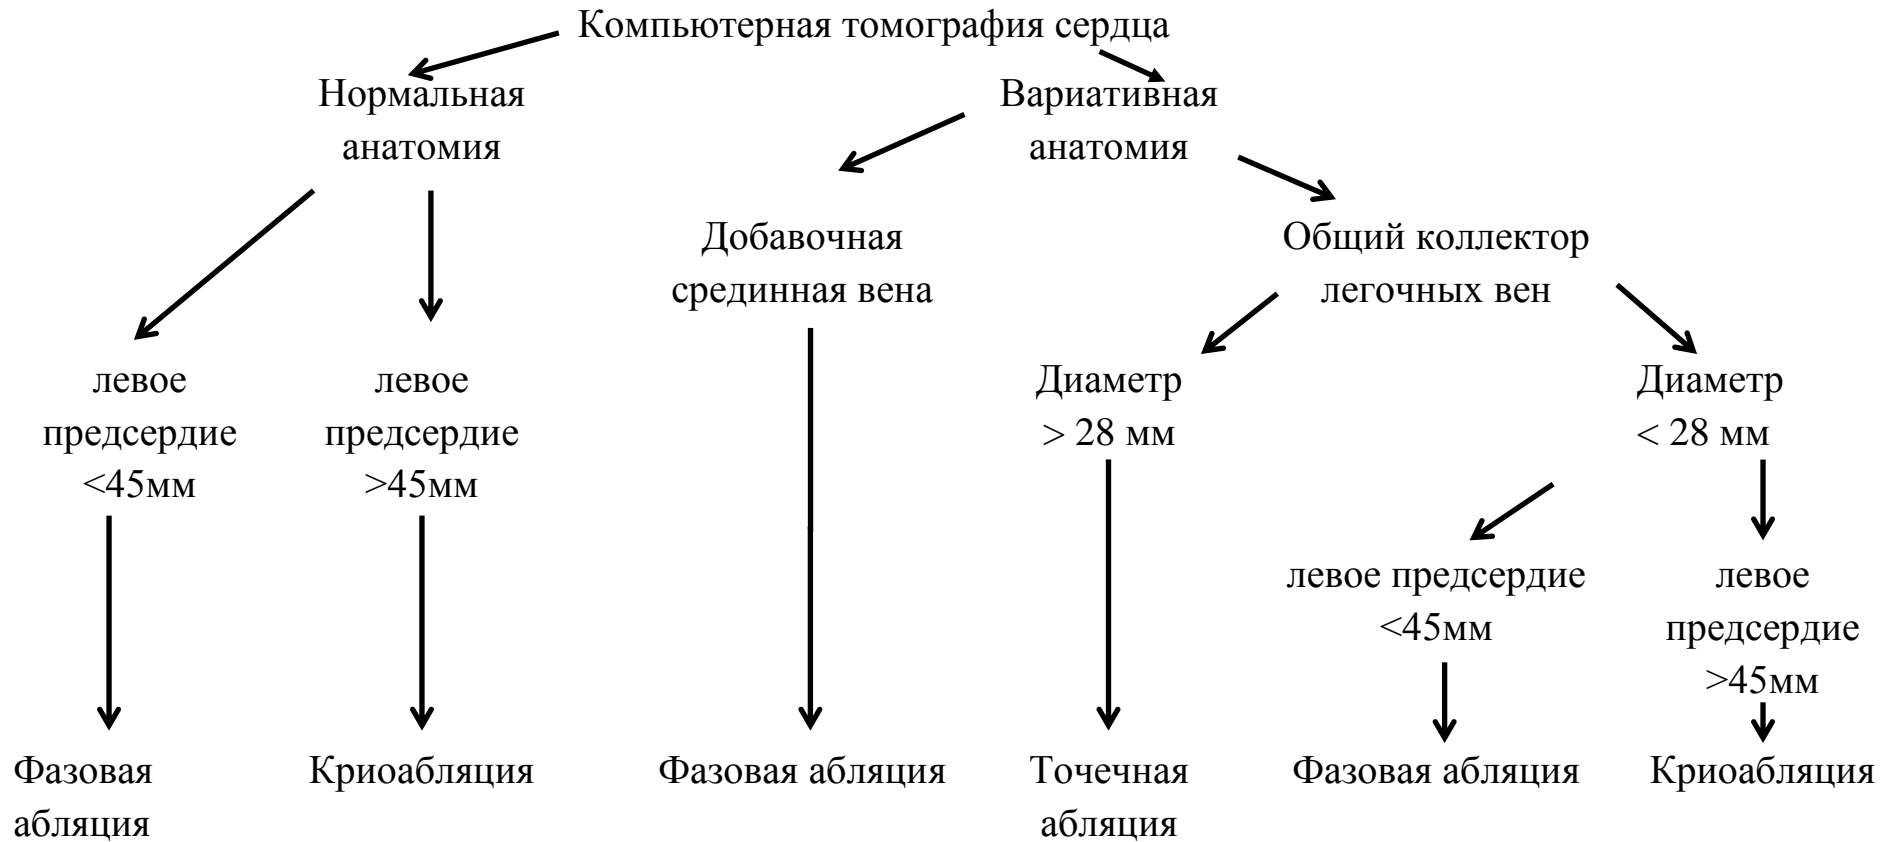 Компьютерная томография сердца
Нормальная
анатомия
Вариативная
анатомия
Добавочная
срединная вена
Общий коллектор
легочных вен
левое
предсердие
<45мм
левое
предсердие
>45мм
Диаметр
> 28 мм
Диаметр
< 28 мм
левое предсердие
<45мм
левое
предсердие
>45мм
Фазовая
абляция
Криоабляция
Фазовая абляция
Точечная
абляция
Фазовая абляция
Криоабляция